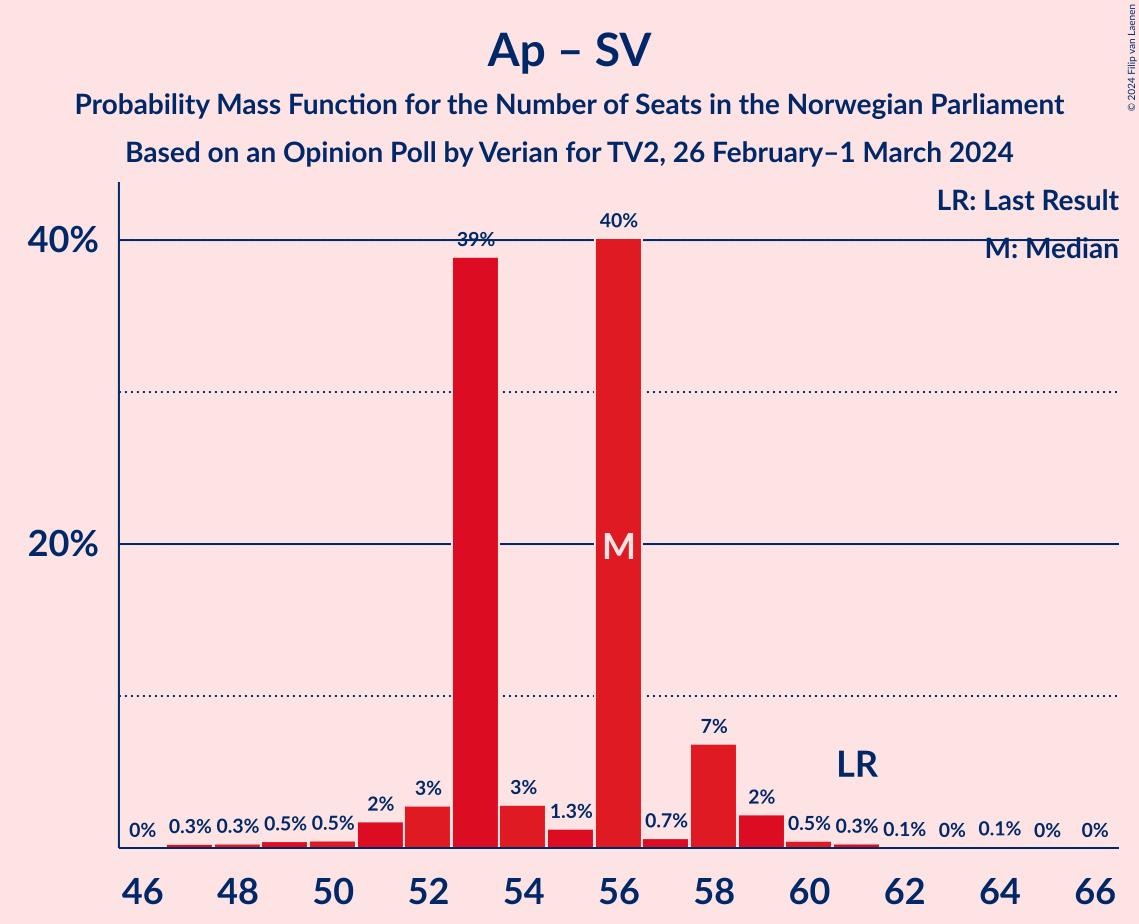 Ap – SV
Probability Mass Function for the Number of Seats in the Norwegian Parliament
Based on an Opinion Poll by Verian for TV2, 26 February–1 March 2024
© 2024 Filip van Laenen
LR: Last Result
M: Median
40%
20%
0%
0.3%
0.3%
0.5%
0.5%
2%
3%
39%
3%
1.3%
40%
M
0.7%
7%
2%
0.5%
LR
0.3%
0.1%
0%
0.1%
0%
0%
46 48 50 52 54 56 58 60 62 64 66